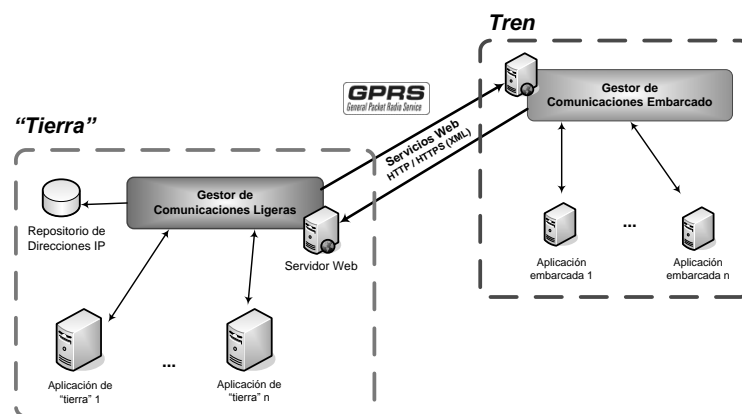 Tren
GPRS
General Packet Radio Service
Gestor de
Comunicaciones Embarcado
"Tierra"
Servicios Web
HTTP / HTTPS (XML)
Gestor de
Comunicaciones Ligeras
Repositorio de
Direcciones IP
Servidor Web
...
Aplicación
embarcada 1
Aplicación
embarcada n
...
Aplicación de
"tierra" 1
Aplicación de
"tierra" n